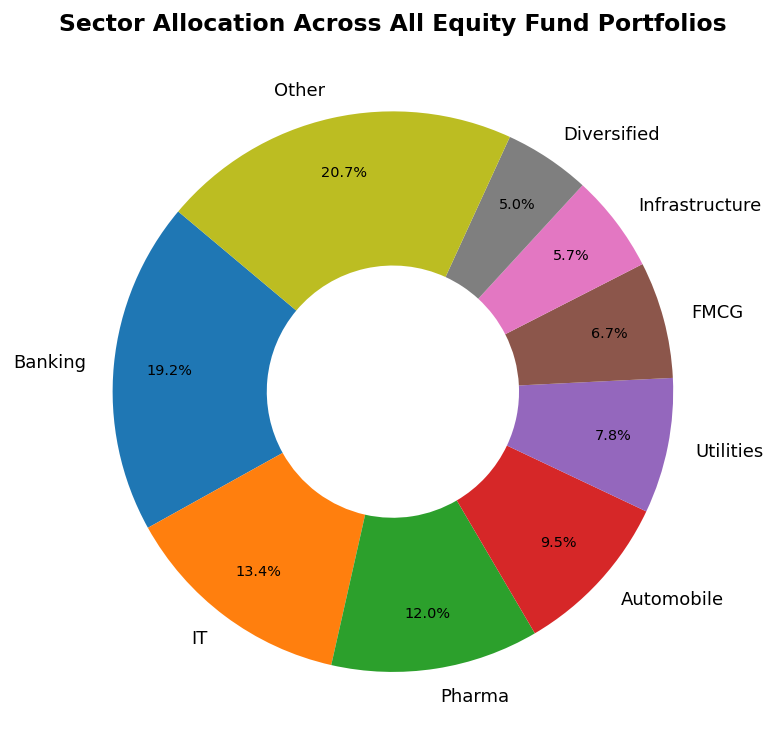 Sector Allocation Across All Equity Fund Portfolios
Other
20.7%
Diversified
5.0%
Infrastructure
5.7%
FMCG
6.7%
Banking
19.2%
Utilities
7.8%
Automobile
9.5%
IT
13.4%
Pharma
12.0%